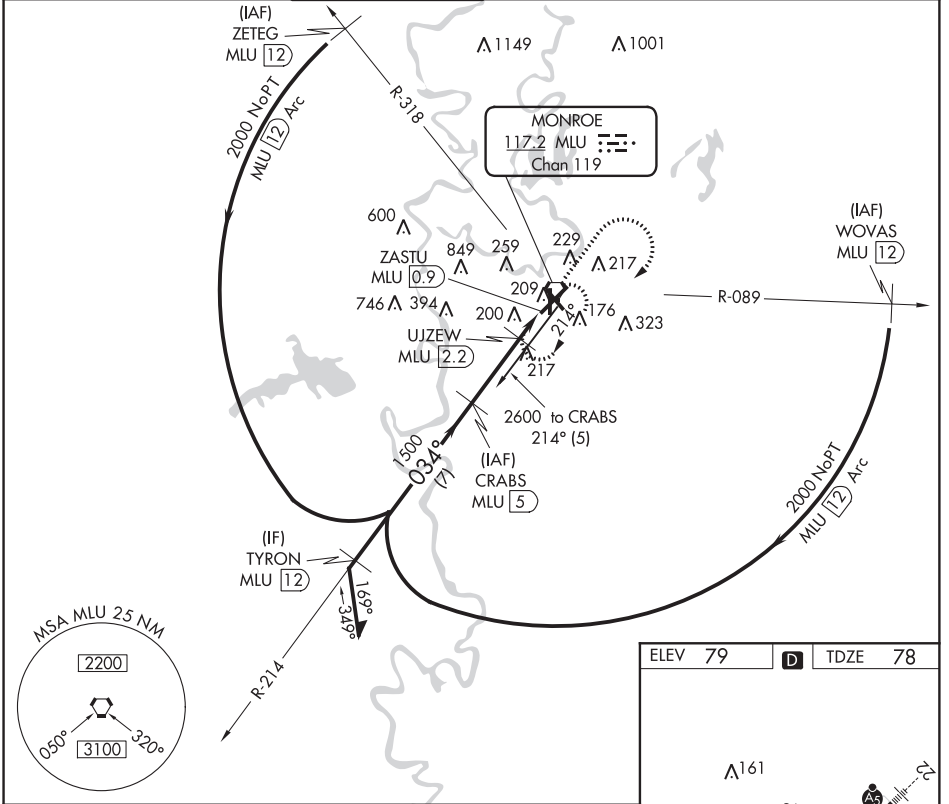 (IAF)
ZETEG
MLU 12
1149
1001
R-318
2000 NoPT
MLU 12 Arc
MONROE
117.2 MLU
Chan 119
600
ZASTU
MLU 0.9
849
259
229
217
(IAF)
WOVAS
MLU 12
R-089
209
746
394
200
214°
176
323
UJZEW
MLU 2.2
217
2600 to CRABS
214° (5)
1500
034°
(7)
(IAF)
CRABS
MLU 5
2000 NoPT
MLU 12 Arc
(IF)
TYRON
MLU 12
169°
349°
R-214
MSA MLU 25 NM
2200
050°
320°
3100
ELEV 79
D
TDZE 78
161
22
A5